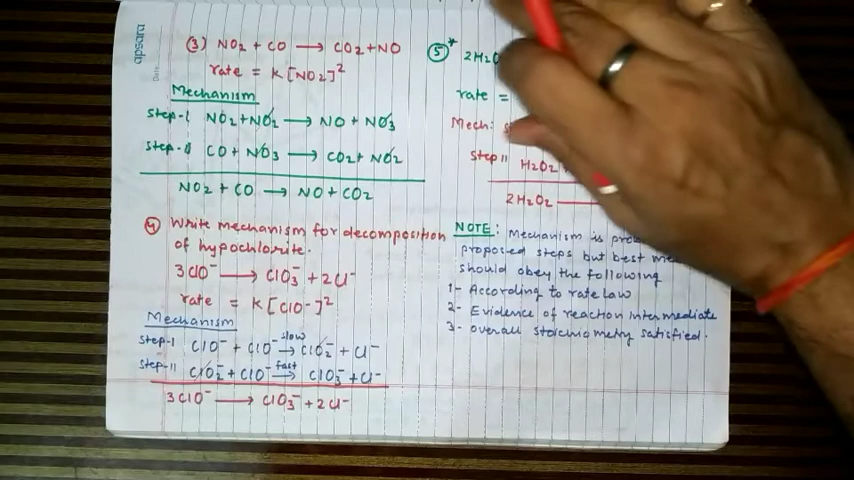 apsara
Date
(3) NO2 + CO ⟶ CO2 + NO
rate = K[NO2]²
Mechanism
Step-I NO2 + NO2 ⟶ NO + NO3
Step-II CO + NO3 ⟶ CO2 + NO2
NO2 + CO ⟶ NO + CO2
(4) Write mechanism for decomposition
of hypochlorite.
3ClO⁻ ⟶ ClO3⁻ + 2Cl⁻
rate = K[ClO⁻]²
Mechanism
Step-I ClO⁻ + ClO⁻ slow→ ClO2⁻ + Cl⁻
Step-II ClO2⁻ + ClO⁻ fast→ ClO3⁻ + Cl⁻
3ClO⁻ ⟶ ClO3⁻ + 2Cl⁻
(5)* 2H2O
rate =
Mech:
Step II H2O2
2H2O2 ⟶
NOTE: Mechanism is
proposed steps but best
should obey the following
1- According to rate law
2- Evidence of reaction intermediate
3- overall stoichiometry satisfied.